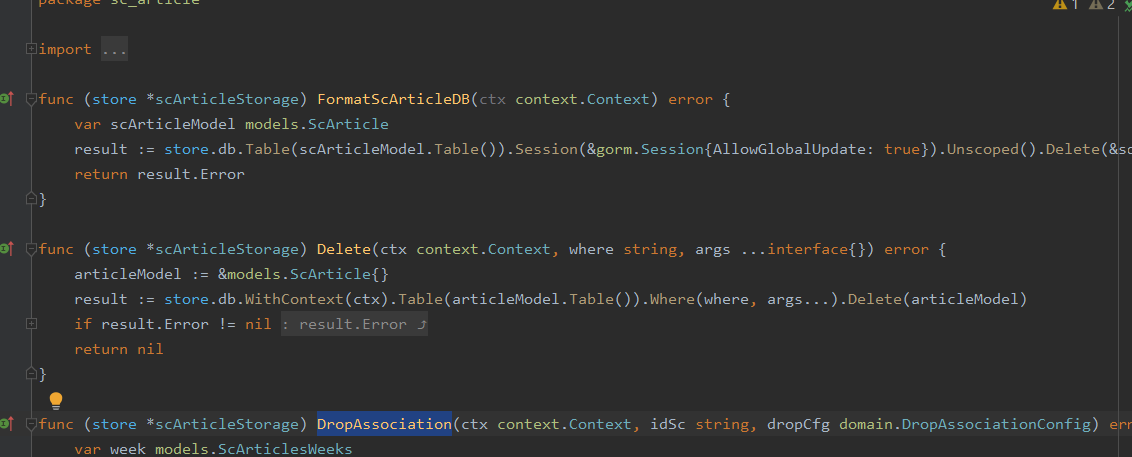 package sc_article
1 2
import ...
func (store *scArticleStorage) FormatScArticleDB(ctx context.Context) error {
    var scArticleModel models.ScArticle
    result := store.db.Table(scArticleModel.Table()).Session(&gorm.Session{AllowGlobalUpdate: true}).Unscoped().Delete(&sc
    return result.Error
}
func (store *scArticleStorage) Delete(ctx context.Context, where string, args ...interface{}) error {
    articleModel := &models.ScArticle{}
    result := store.db.WithContext(ctx).Table(articleModel.Table()).Where(where, args...).Delete(articleModel)
    if result.Error != nil : result.Error ⤴
    return nil
}
func (store *scArticleStorage) DropAssociation(ctx context.Context, idSc string, dropCfg domain.DropAssociationConfig) err
    var week models.ScArticlesWeeks